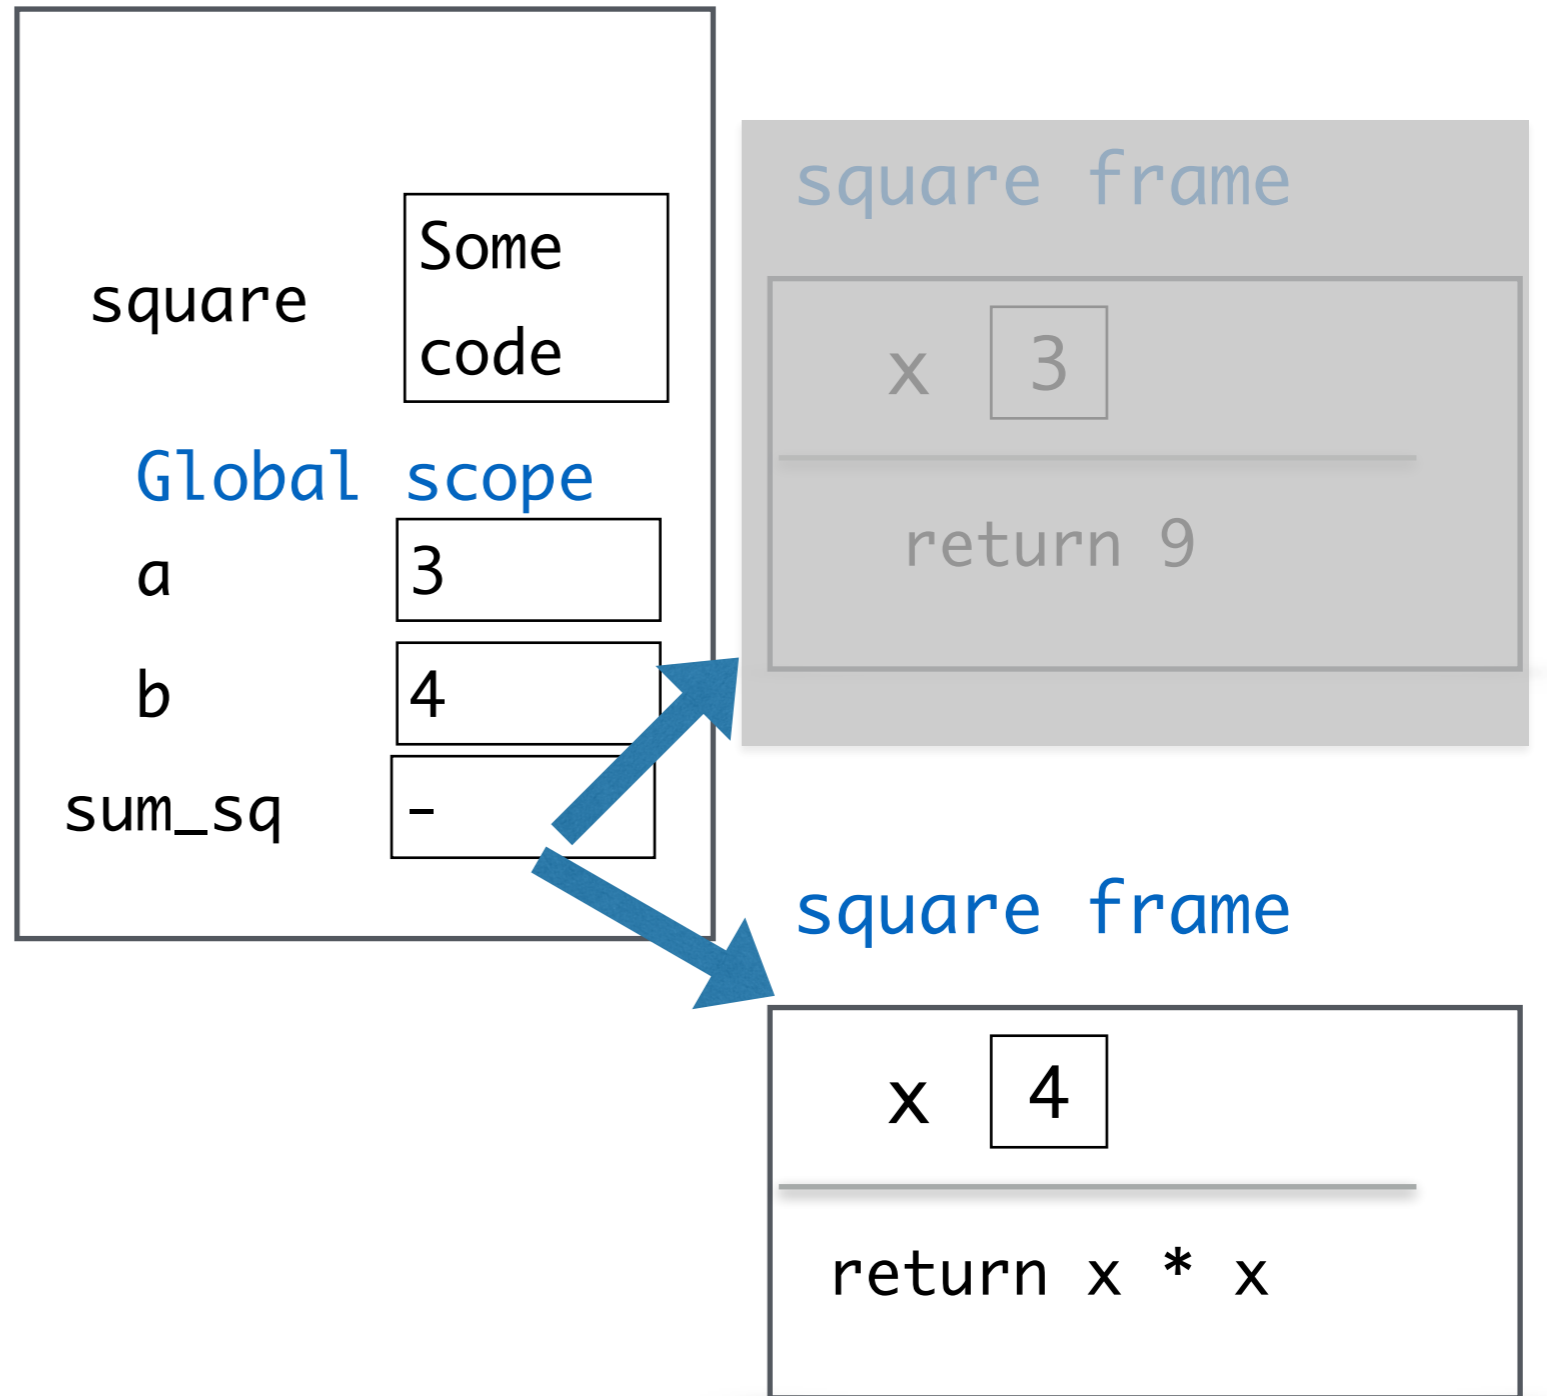 Some
square
code
Global scope
a 3
b 4
sum_sq -
square frame
x 3
return 9
square frame
x 4
return x * x